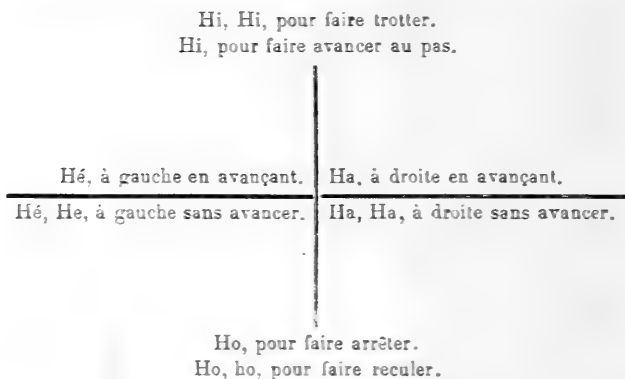 Hi, Hi, pour faire trotter.
Hi, pour faire avancer au pas.
Hé, à gauche en avançant.
Ha, à droite en avançant.
Hé, He, à gauche sans avancer.
Ha, Ha, à droite sans avancer.
Ho, pour faire arrêter.
Ho, ho, pour faire reculer.